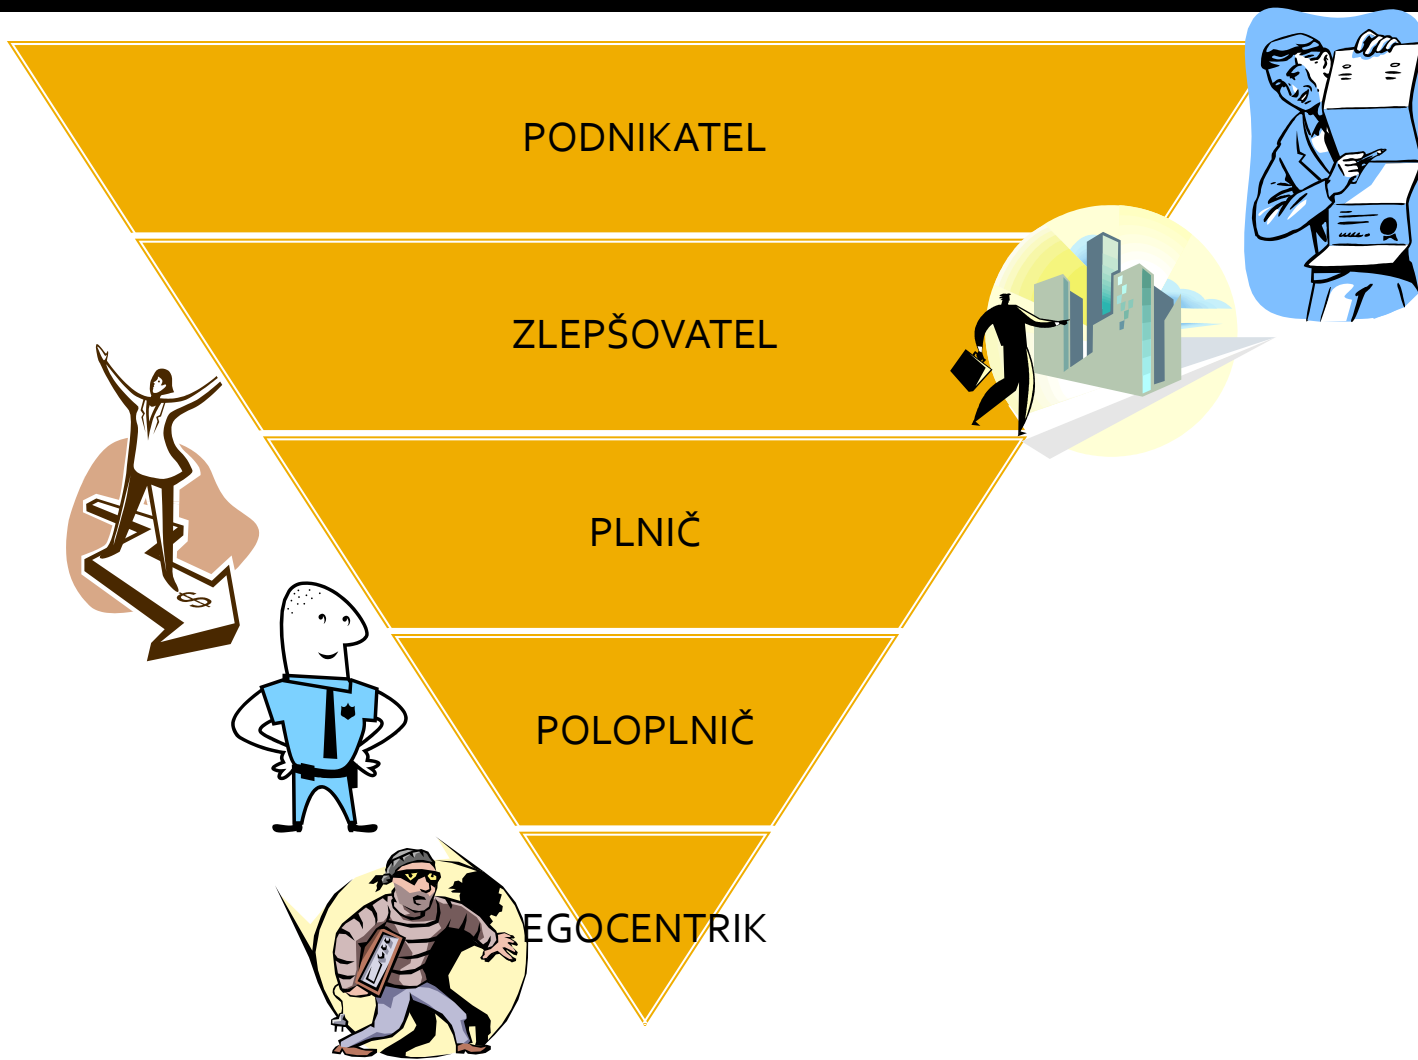 PODNIKATEL
ZLEPŠOVATEL
PLNIČ
POLOPLNIČ
EGOCENTRIK